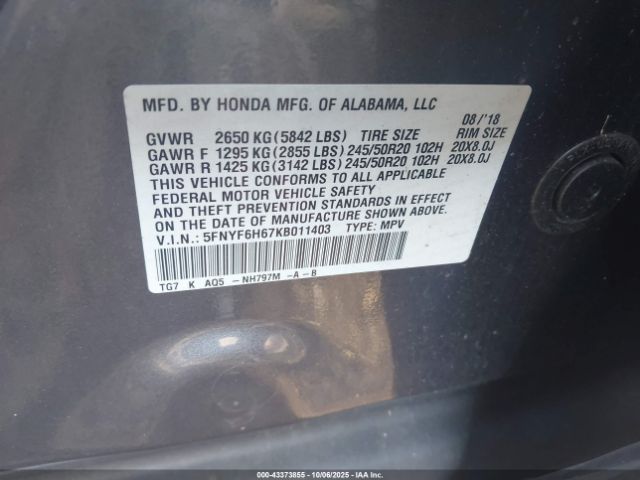 MFD. BY HONDA MFG. OF ALABAMA, LLC
08/'18
GVWR 2650 KG(5842 LBS) TIRE SIZE RIM SIZE
GAWR F 1295 KG(2855 LBS)245/50R20 102H 20X8.0J
GAWR R 1425 KG(3142 LBS)245/50R20 102H 20X8.0J
THIS VEHICLE CONFORMS TO ALL APPLICABLE
FEDERAL MOTOR VEHICLE SAFETY
AND THEFT PREVENTION STANDARDS IN EFFECT
ON THE DATE OF MANUFACTURE SHOWN ABOVE.
V.I.N.: 5FNYF6H67KB011403 TYPE: MPV
TG7 K AQ5 -NH797M -A-B
000-43373855 - 10/06/2025 - IAAI.COM